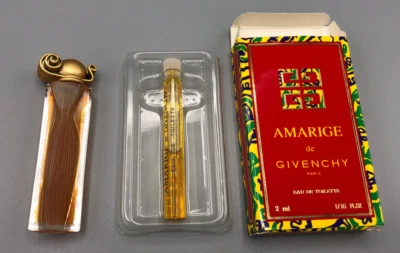 AMARIGE
de
GIVENCHY
PARIS
EAU DE TOILETTE
2 ml 1/16 fl.oz